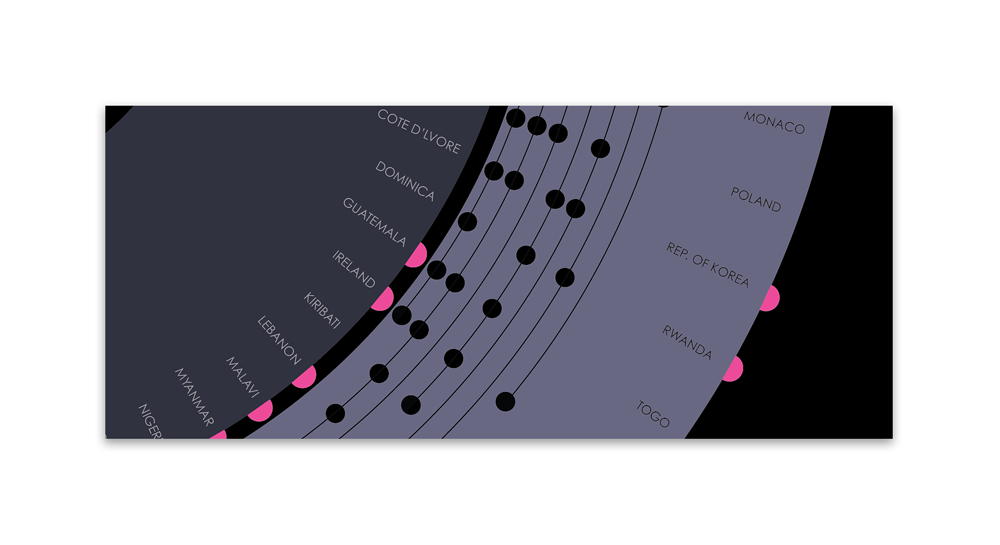 COTE D'LVORE
DOMINICA
GUATEMALA
IRELAND
KIRIBATI
LEBANON
MALAVI
MYANMAR
NIGER
MONACO
POLAND
REP. OF KOREA
RWANDA
TOGO